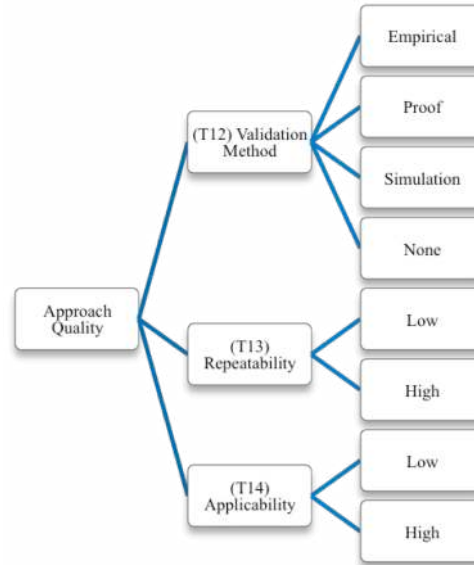 Empirical
(T12) Validation
Method
Proof
Simulation
None
Approach
Quality
Low
(T13)
Repeatability
High
Low
(T14)
Applicability
High